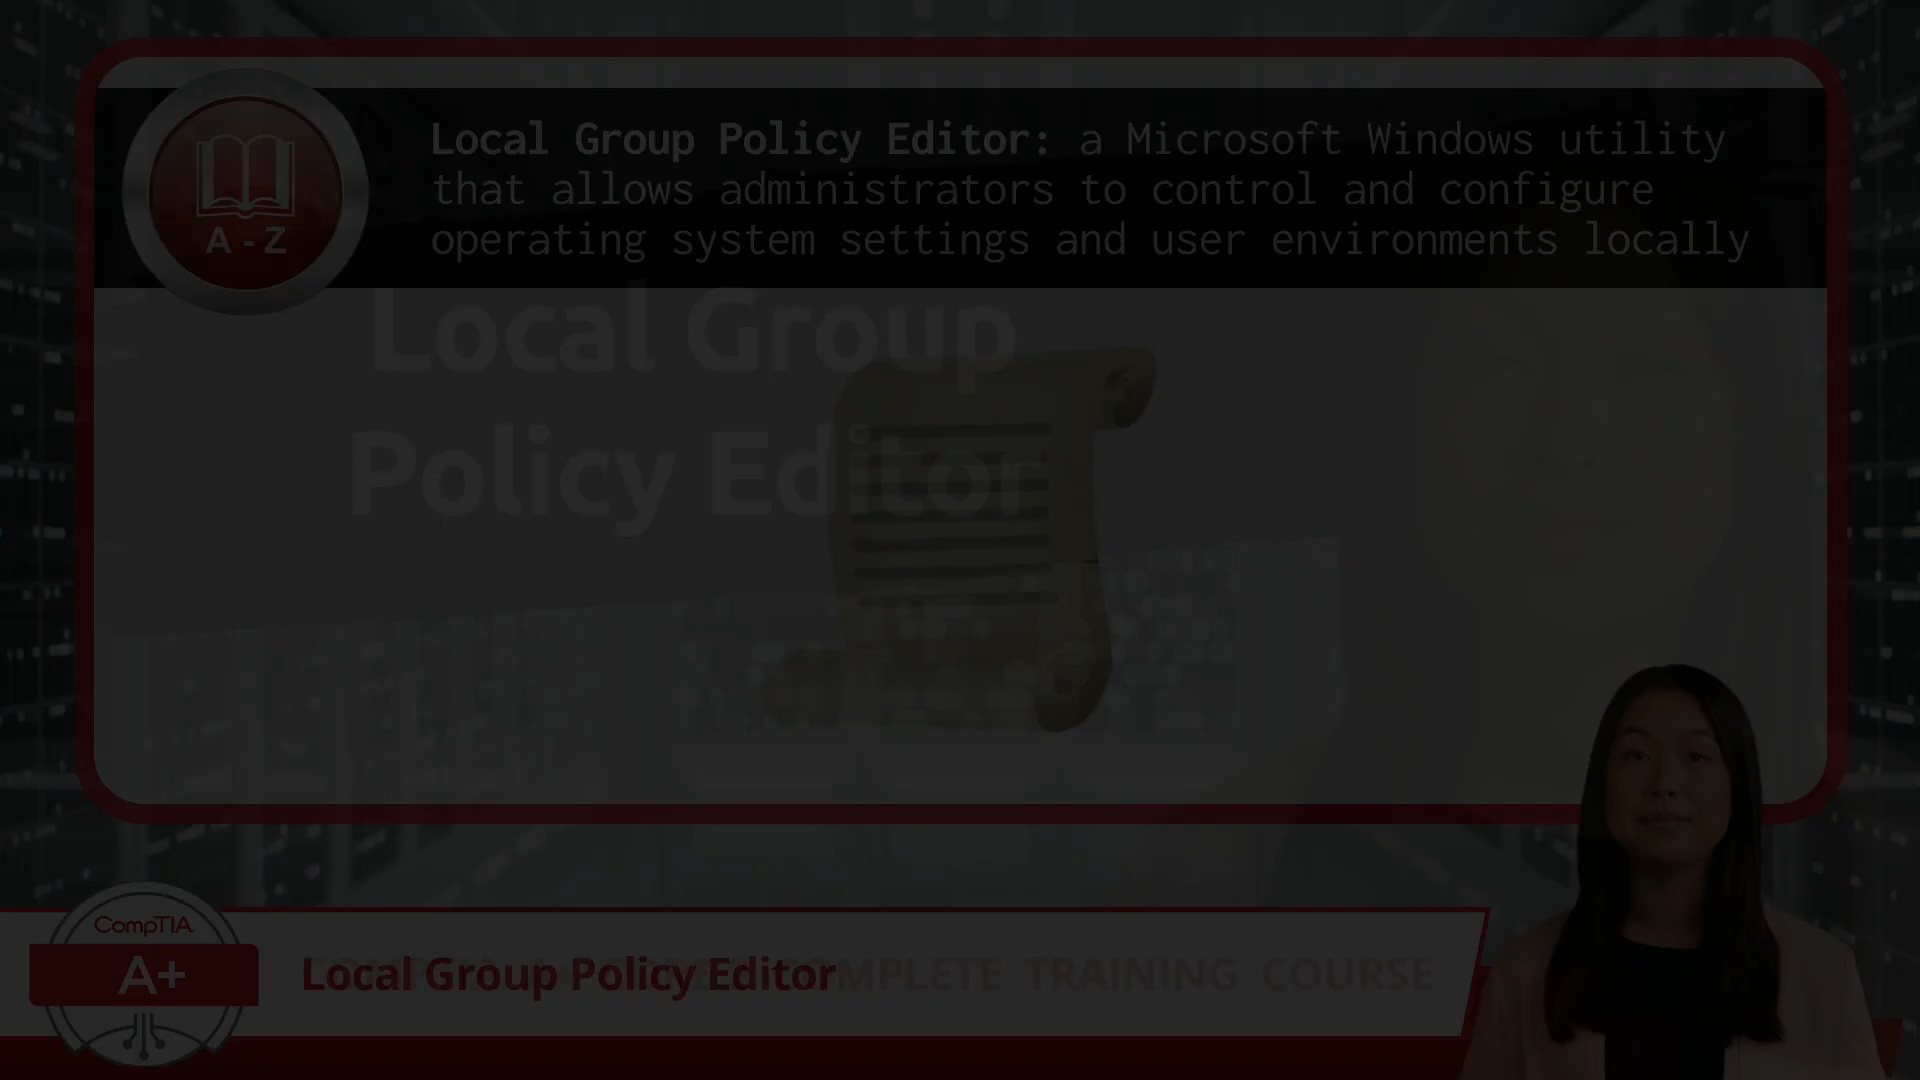 Local Group Policy Editor: a Microsoft Windows utility
that allows administrators to control and configure
operating system settings and user environments locally
A - Z
Local Group
Policy Editor
CompTIA
A+
Local Group Policy Editor
COMPLETE TRAINING COURSE